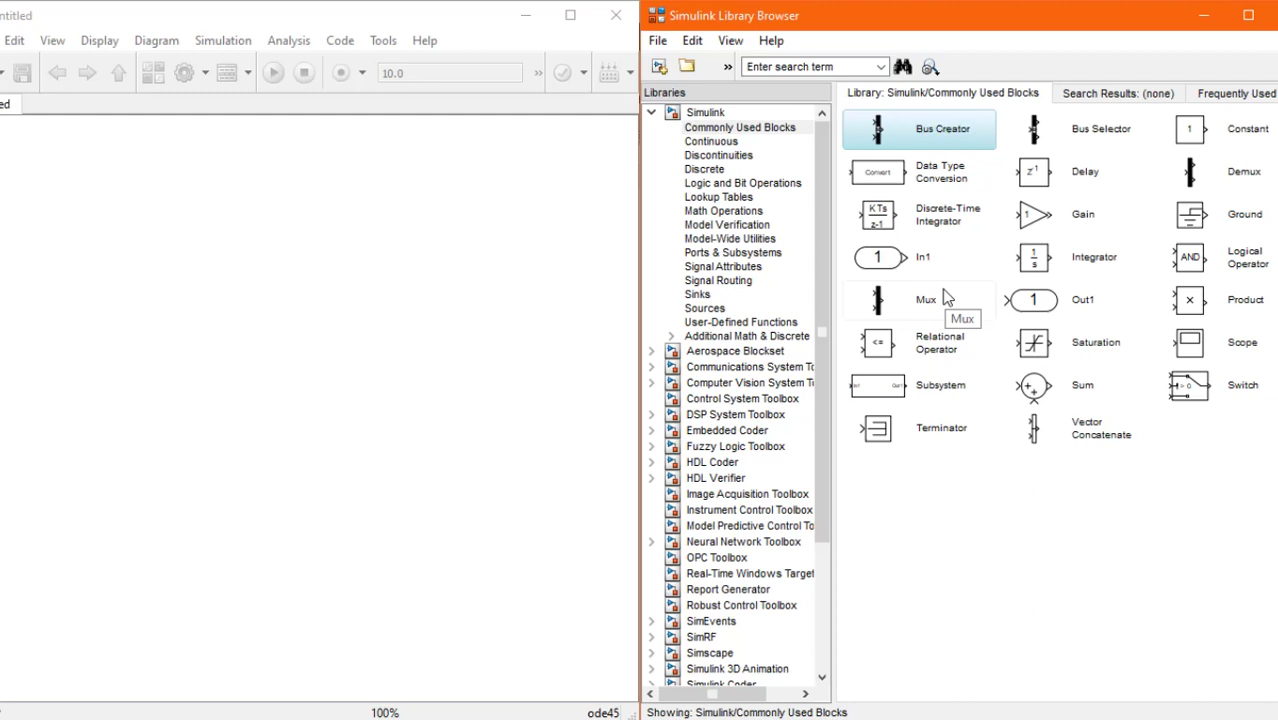 ntitled
Edit View Display Diagram Simulation Analysis Code Tools Help
10.0
»
ed
100%
ode45
Simulink Library Browser
File Edit View Help
»
Enter search term
Libraries
Library: Simulink/Commonly Used Blocks
Search Results: (none)
Frequently Used
Simulink
Commonly Used Blocks
Continuous
Discontinuities
Discrete
Logic and Bit Operations
Lookup Tables
Math Operations
Model Verification
Model-Wide Utilities
Ports & Subsystems
Signal Attributes
Signal Routing
Sinks
Sources
User-Defined Functions
Additional Math & Discrete
Aerospace Blockset
Communications System To
Computer Vision System T
Control System Toolbox
DSP System Toolbox
Embedded Coder
Fuzzy Logic Toolbox
HDL Coder
HDL Verifier
Image Acquisition Toolbox
Instrument Control Toolbox
Model Predictive Control To
Neural Network Toolbox
OPC Toolbox
Real-Time Windows Target
Report Generator
Robust Control Toolbox
SimEvents
SimRF
Simscape
Simulink 3D Animation
Simulink Coder
Bus Creator
Bus Selector
1
Constant
Convert
Data Type
Conversion
Z-1
Delay
Demux
K Ts
z-1
Discrete-Time
Integrator
1
Gain
Ground
1
In1
1
s
Integrator
AND
Logical
Operator
Mux
Mux
1
Out1
×
Product
<=
Relational
Operator
Saturation
Scope
In1
Out1
Subsystem
+
+
Sum
> 0
Switch
Terminator
Vector
Concatenate
Showing: Simulink/Commonly Used Blocks